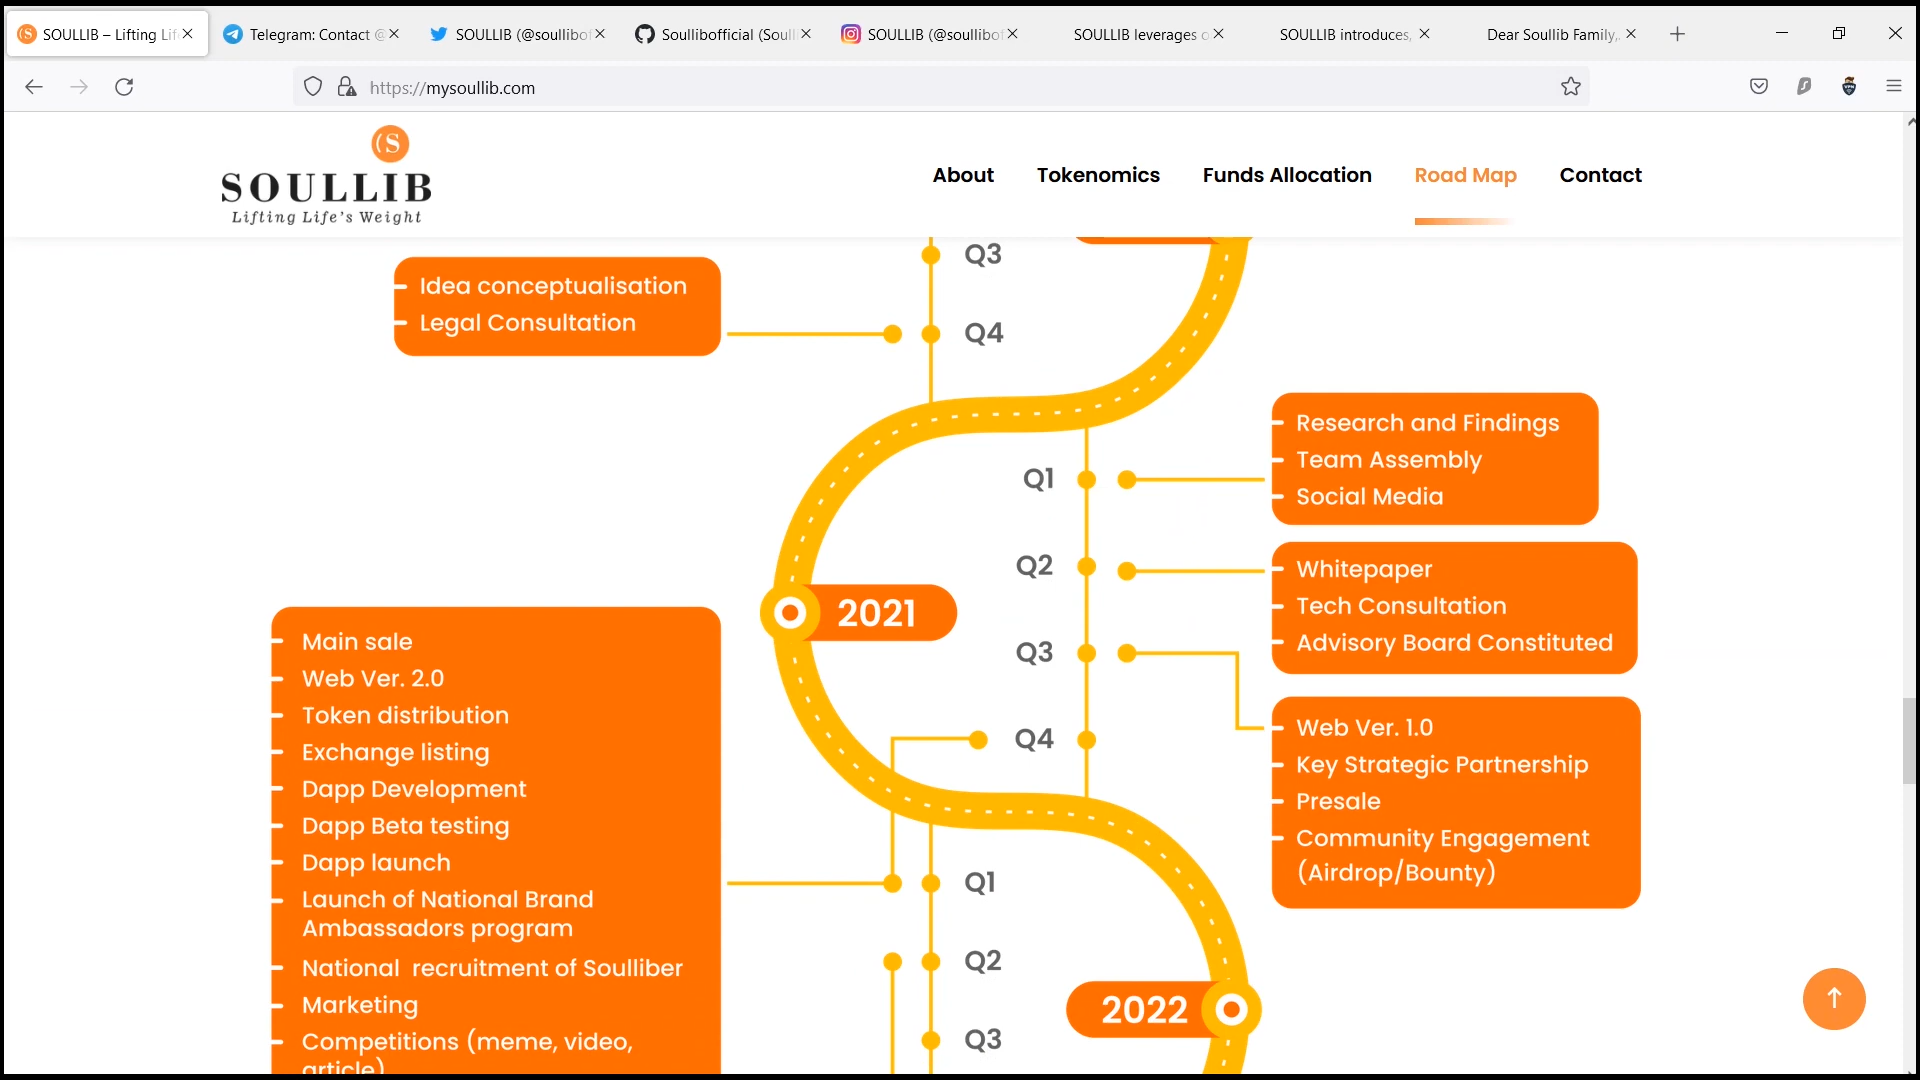 SOULLIB – Lifting Lif
Telegram: Contact @
SOULLIB (@soullibof
Soullibofficial (Soull
SOULLIB (@soullibof
SOULLIB leverages o
SOULLIB introduces,
Dear Soullib Family,
https://mysoullib.com
(S
SOULLIB
Lifting Life's Weight
About
Tokenomics
Funds Allocation
Road Map
Contact
Q3
Idea conceptualisation
Legal Consultation
Q4
Research and Findings
Team Assembly
Social Media
Q1
Whitepaper
Tech Consultation
Advisory Board Constituted
Q2
2021
Q3
Web Ver. 1.0
Key Strategic Partnership
Presale
Community Engagement
(Airdrop/Bounty)
Q4
Main sale
Web Ver. 2.0
Token distribution
Exchange listing
Dapp Development
Dapp Beta testing
Dapp launch
Launch of National Brand
Ambassadors program
National recruitment of Soulliber
Marketing
Competitions (meme, video,
article)
Q1
Q2
2022
Q3